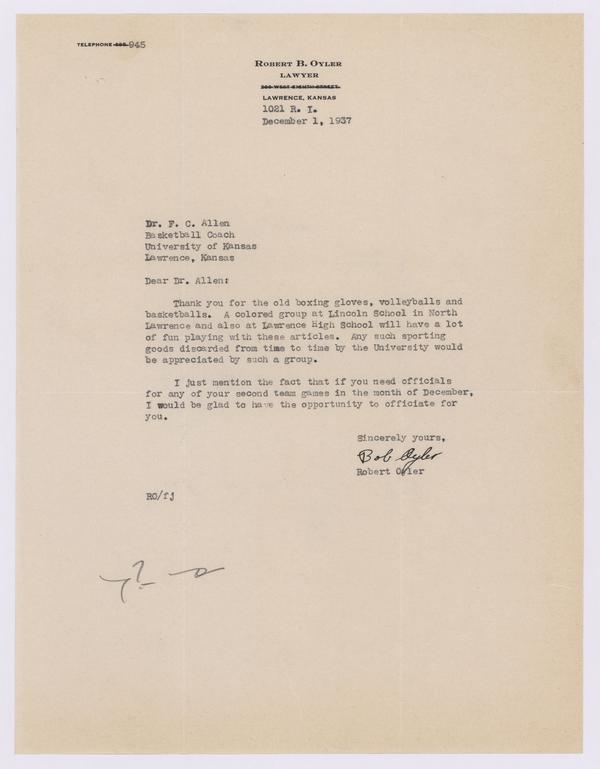 TELEPHONE 595 945
ROBERT B. OYLER
LAWYER
200 WEST EIGHTH STREET
LAWRENCE, KANSAS
1021 R. I.
December 1, 1937
Dr. F. C. Allen
Basketball Coach
University of Kansas
Lawrence, Kansas
Dear Dr. Allen:
Thank you for the old boxing gloves, volleyballs and
basketballs. A colored group at Lincoln School in North
Lawrence and also at Lawrence High School will have a lot
of fun playing with these articles. Any such sporting
goods discarded from time to time by the University would
be appreciated by such a group.
I just mention the fact that if you need officials
for any of your second team games in the month of December,
I would be glad to have the opportunity to officiate for
you.
Sincerely yours,
Bob Oyler
Robert Oyler
RO/fj